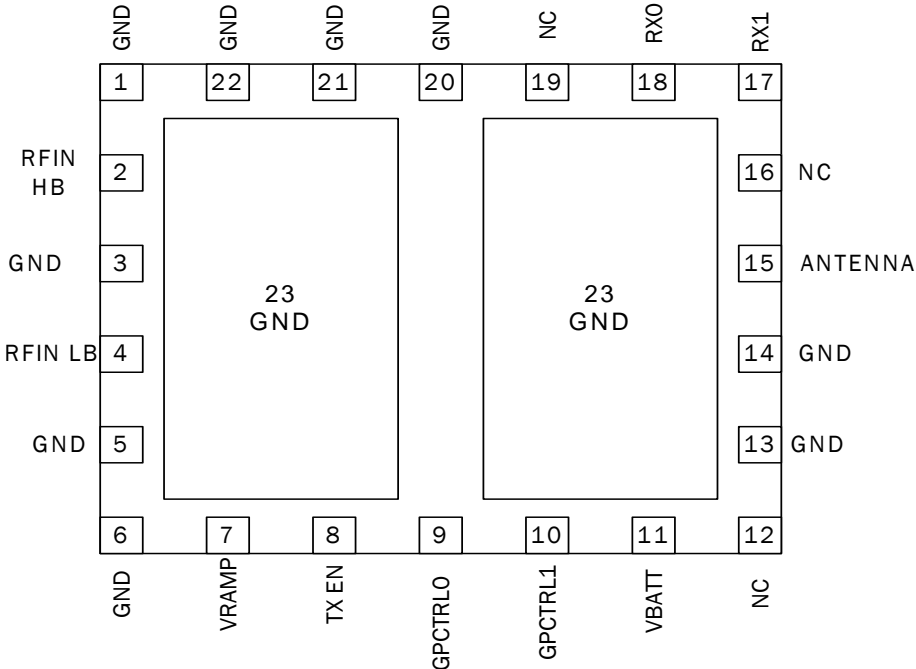 GND GND GND GND NC RX0 RX1
1 22 21 20 19 18 17
RFIN
HB
2 16 NC
GND 3 15 ANTENNA
23
GND
23
GND
RFIN LB 4 14 GND
GND 5 13 GND
6 7 8 9 10 11 12
GND VRAMP TX EN GPCTRL0 GPCTRL1 VBATT NC